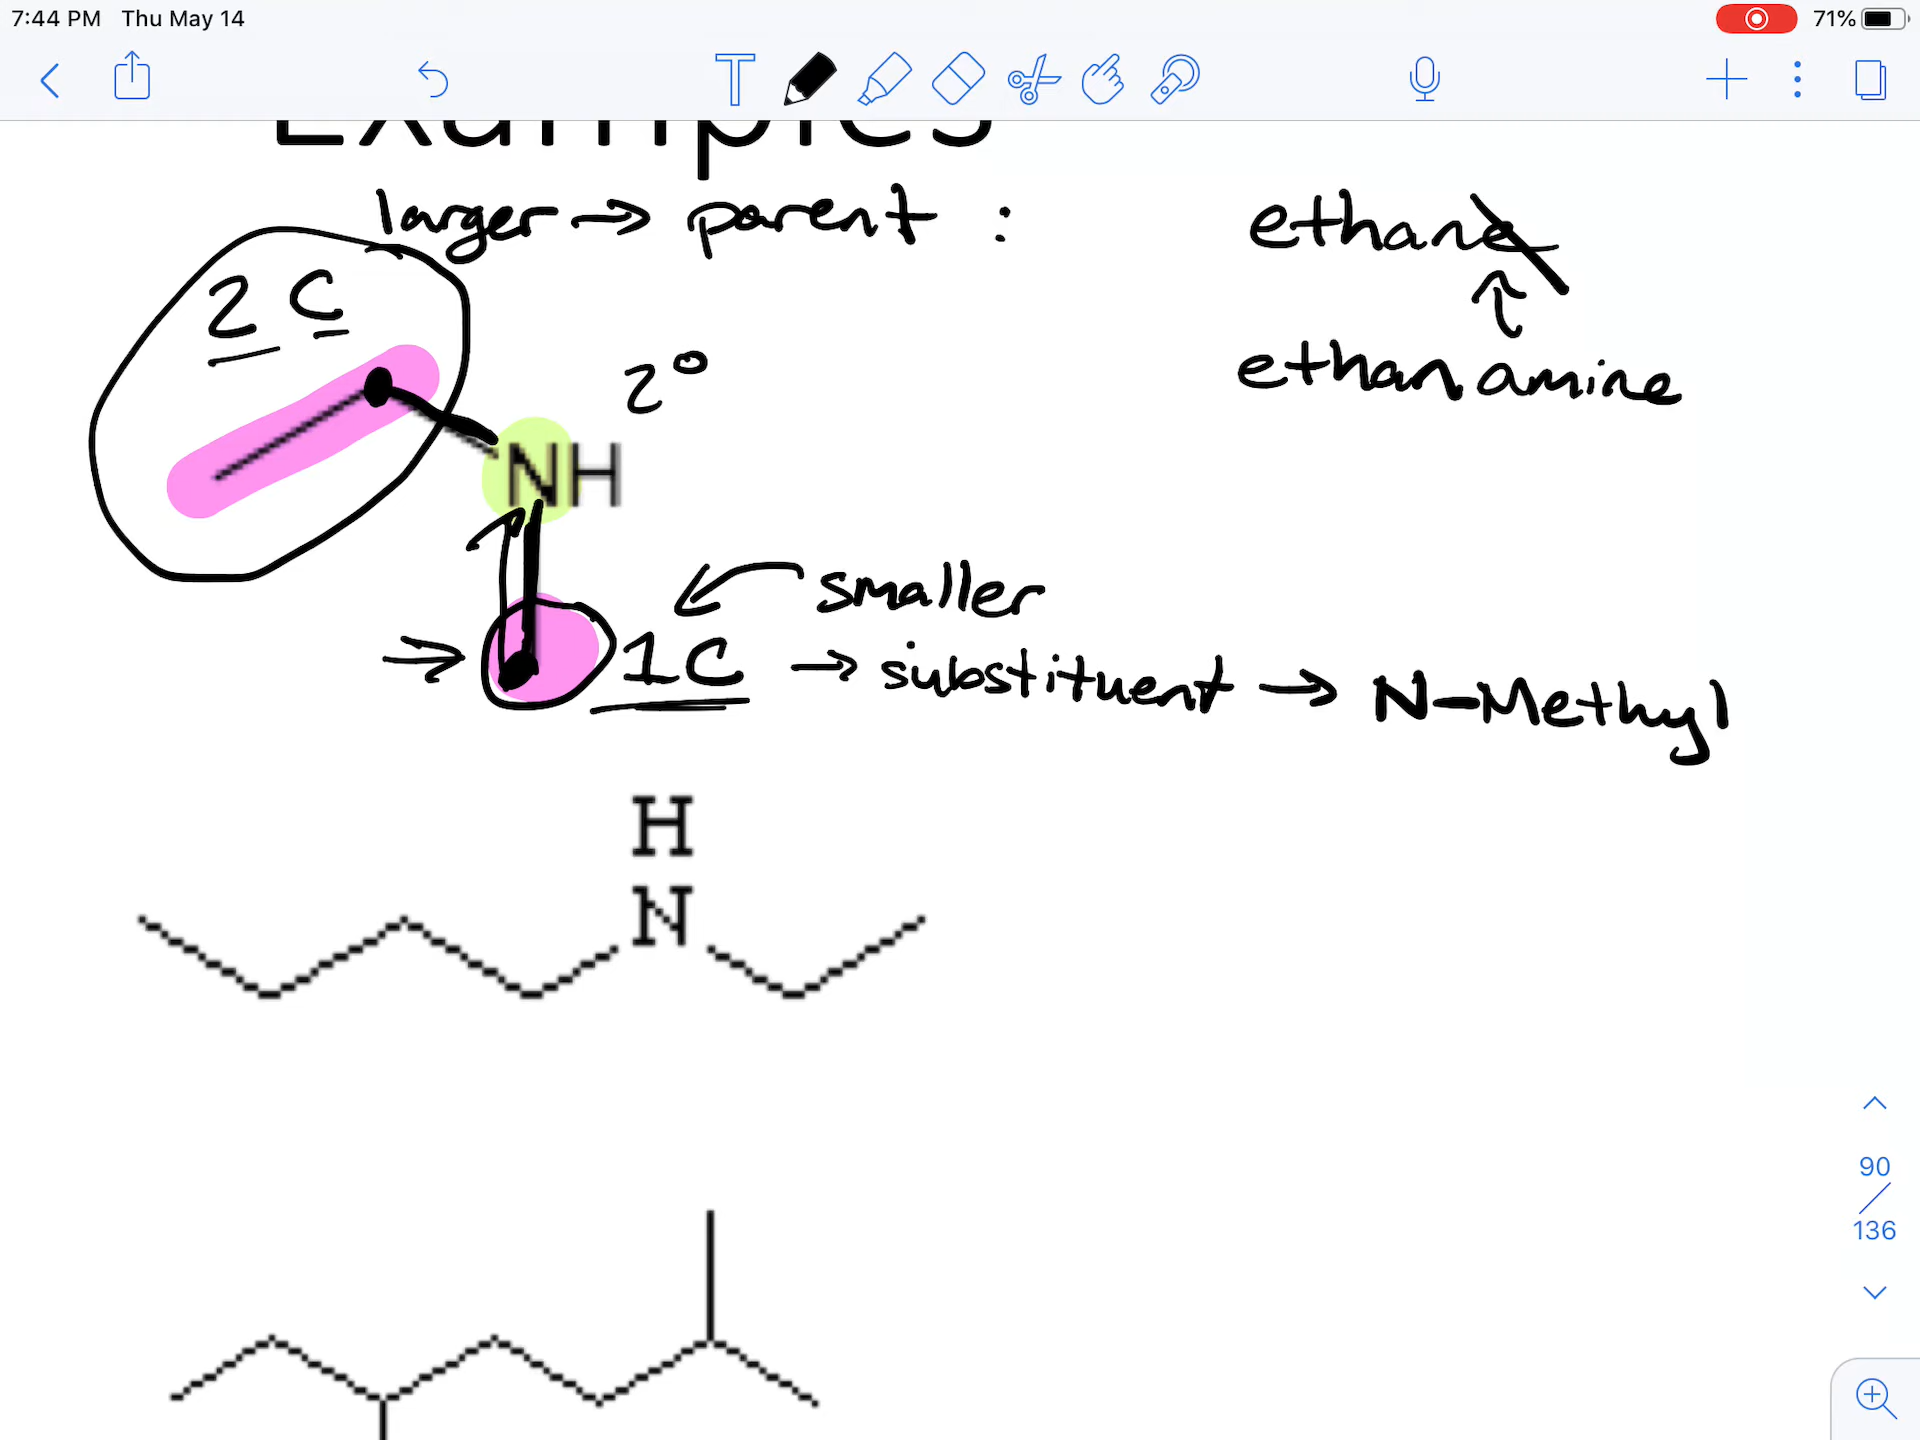 7:44 PM Thu May 14
71%
Examples
larger → parent : ethane
2 C
ethanamine
2°
NH
smaller
1C → substituent → N-Methyl
H
N
90
136